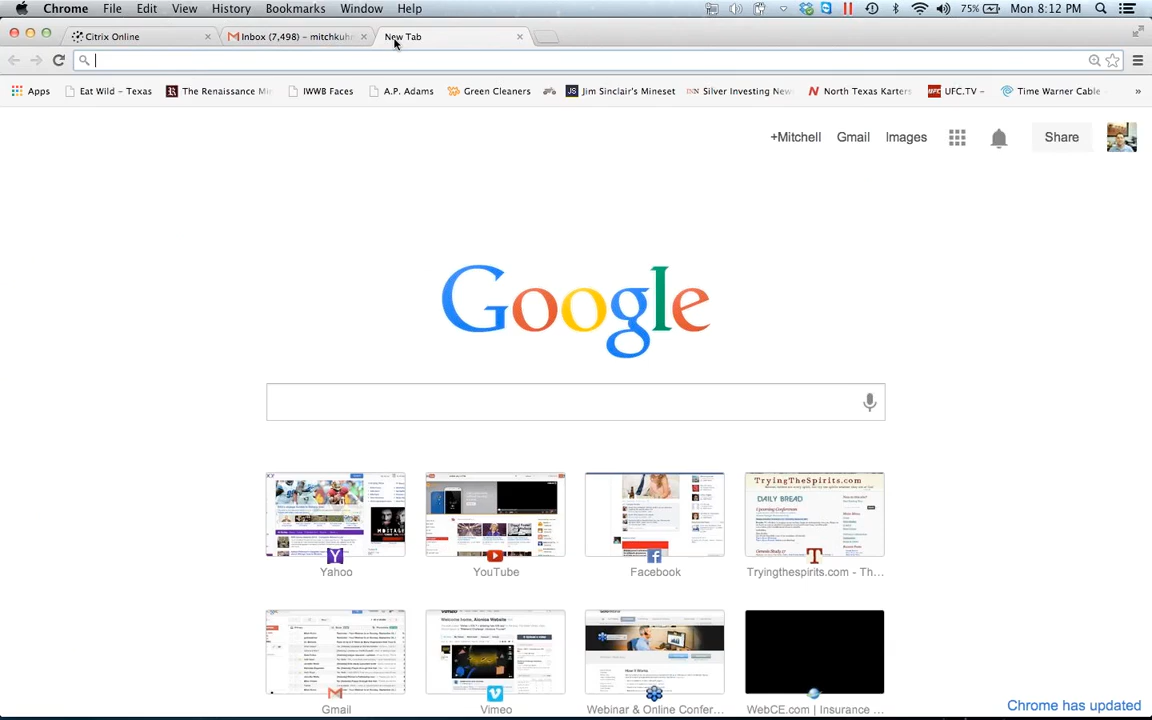 Chrome File Edit View History Bookmarks Window Help 75% Mon 8:12 PM
Citrix Online Inbox (7,498) – mitchkuh New Tab
Apps Eat Wild – Texas The Renaissance Mi IWWB Faces A.P. Adams Green Cleaners Jim Sinclair's Mineset Silver Investing New North Texas Karters UFC.TV – Time Warner Cable »
+Mitchell Gmail Images Share
Google
TryingTheSpirits.com
DAILY BREAD
Yahoo YouTube Facebook Tryingthespirits.com – Th...
Gmail Vimeo Webinar & Online Confer... WebCE.com | Insurance ...
Chrome has updated